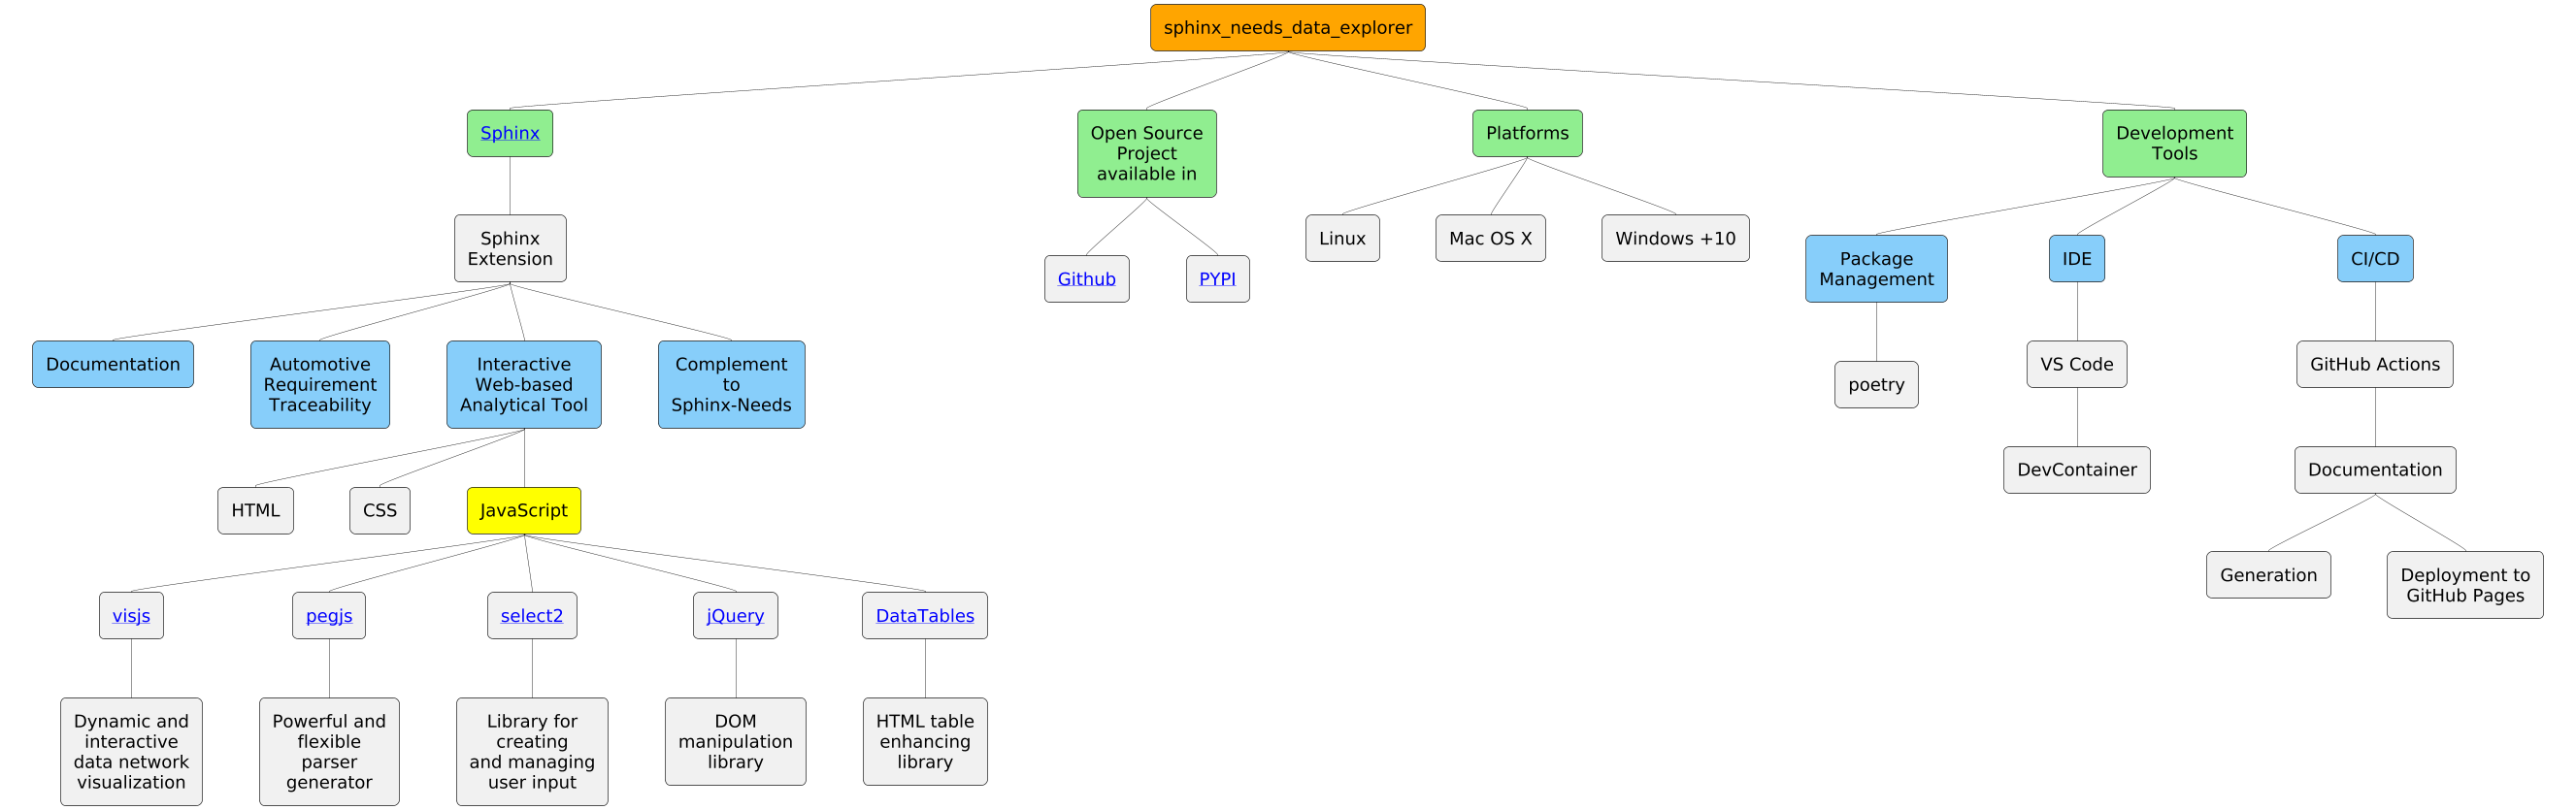 sphinx_needs_data_explorer
Sphinx
Open Source
Project
available in
Platforms
Development
Tools
Sphinx
Extension
Github
PYPI
Linux
Mac OS X
Windows +10
Package
Management
IDE
CI/CD
Documentation
Automotive
Requirement
Traceability
Interactive
Web-based
Analytical Tool
Complement
to
Sphinx-Needs
poetry
VS Code
GitHub Actions
DevContainer
Documentation
HTML
CSS
JavaScript
Generation
Deployment to
GitHub Pages
visjs
pegjs
select2
jQuery
DataTables
Dynamic and
interactive
data network
visualization
Powerful and
flexible
parser
generator
Library for
creating
and managing
user input
DOM
manipulation
library
HTML table
enhancing
library